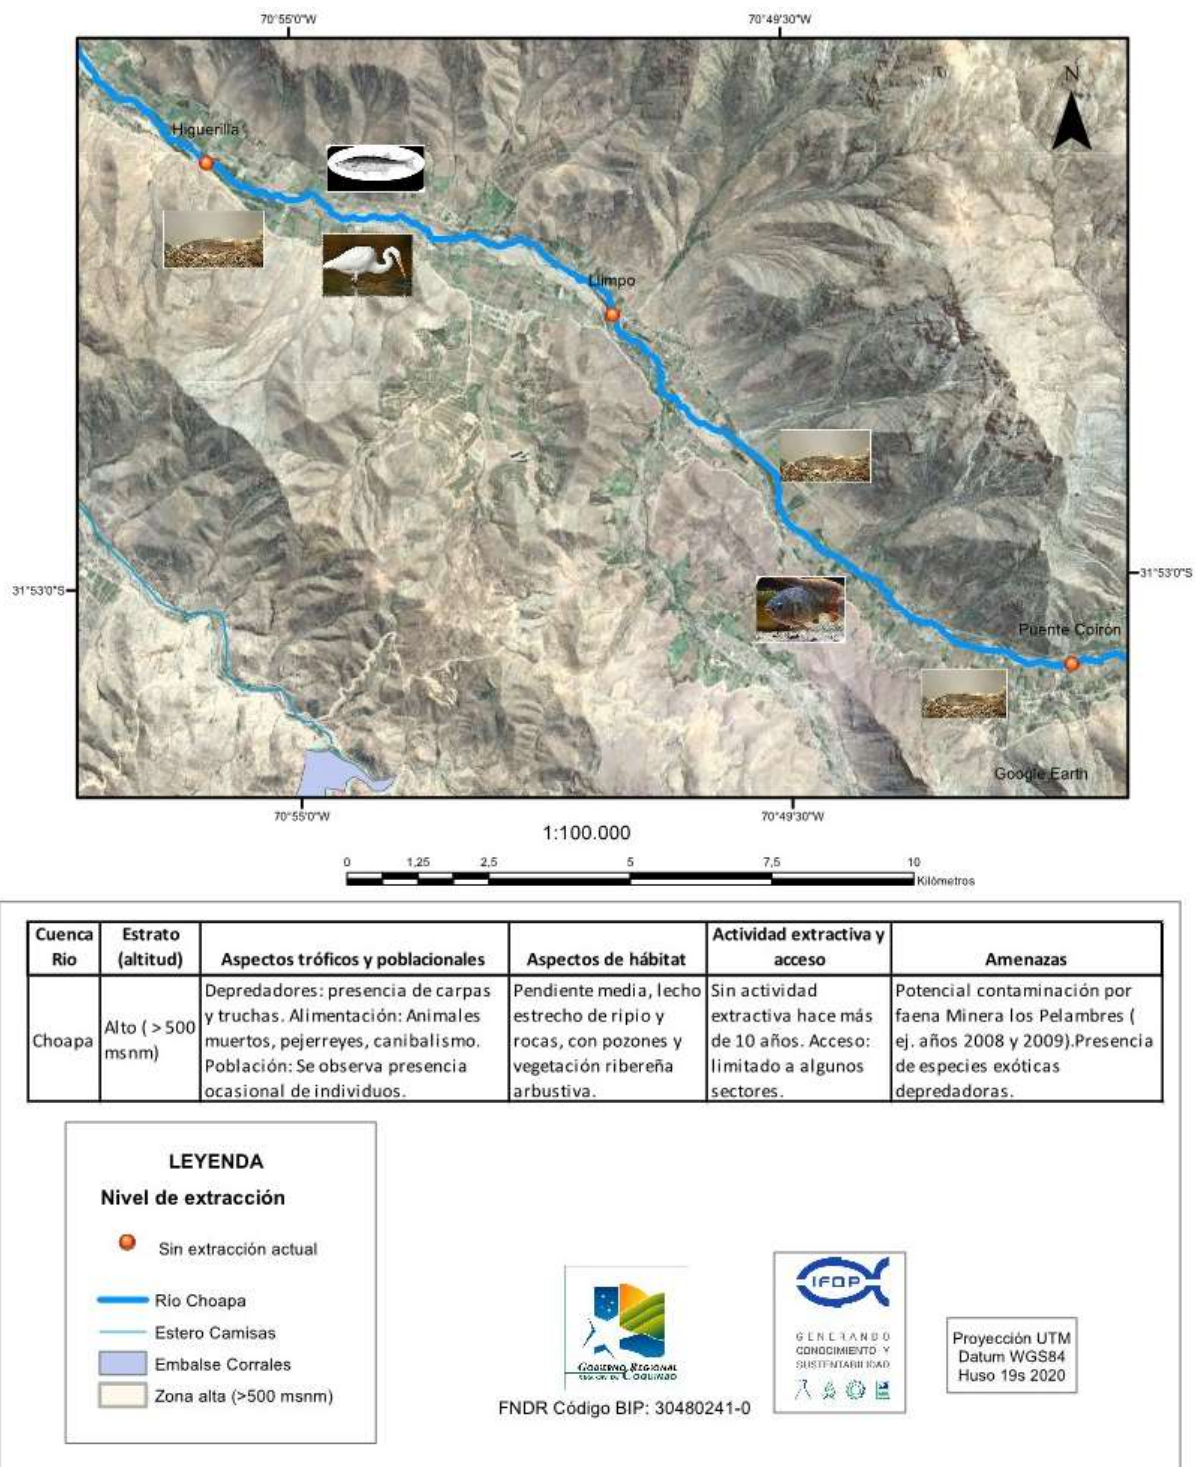 70°55'0"W 70°49'30"W
N
Higuerilla
Llimpo
31°53'0"S
31°53'0"S
Puente Coirón
Google Earth
70°55'0"W 70°49'30"W
1:100.000
0 1,25 2,5 5 7,5 10
Kilómetros
Cuenca Rio
Estrato (altitud)
Aspectos tróficos y poblacionales
Aspectos de hábitat
Actividad extractiva y acceso
Amenazas
Choapa
Alto ( > 500
msnm)
Depredadores: presencia de carpas
y truchas. Alimentación: Animales
muertos, pejerreyes, canibalismo.
Población: Se observa presencia
ocasional de individuos.
Pendiente media, lecho
estrecho de ripio y
rocas, con pozones y
vegetación ribereña
arbustiva.
Sin actividad
extractiva hace más
de 10 años. Acceso:
limitado a algunos
sectores.
Potencial contaminación por
faena Minera los Pelambres (
ej. años 2008 y 2009).Presencia
de especies exóticas
depredadoras.
LEYENDA
Nivel de extracción
Sin extracción actual
Río Choapa
Estero Camisas
Embalse Corrales
Zona alta (>500 msnm)
GOBIERNO REGIONAL
REGIÓN DE COQUIMBO
FNDR Código BIP: 30480241-0
IFOP
GENERANDO
CONOCIMIENTO Y
SUSTENTABILIDAD
Proyección UTM
Datum WGS84
Huso 19s 2020